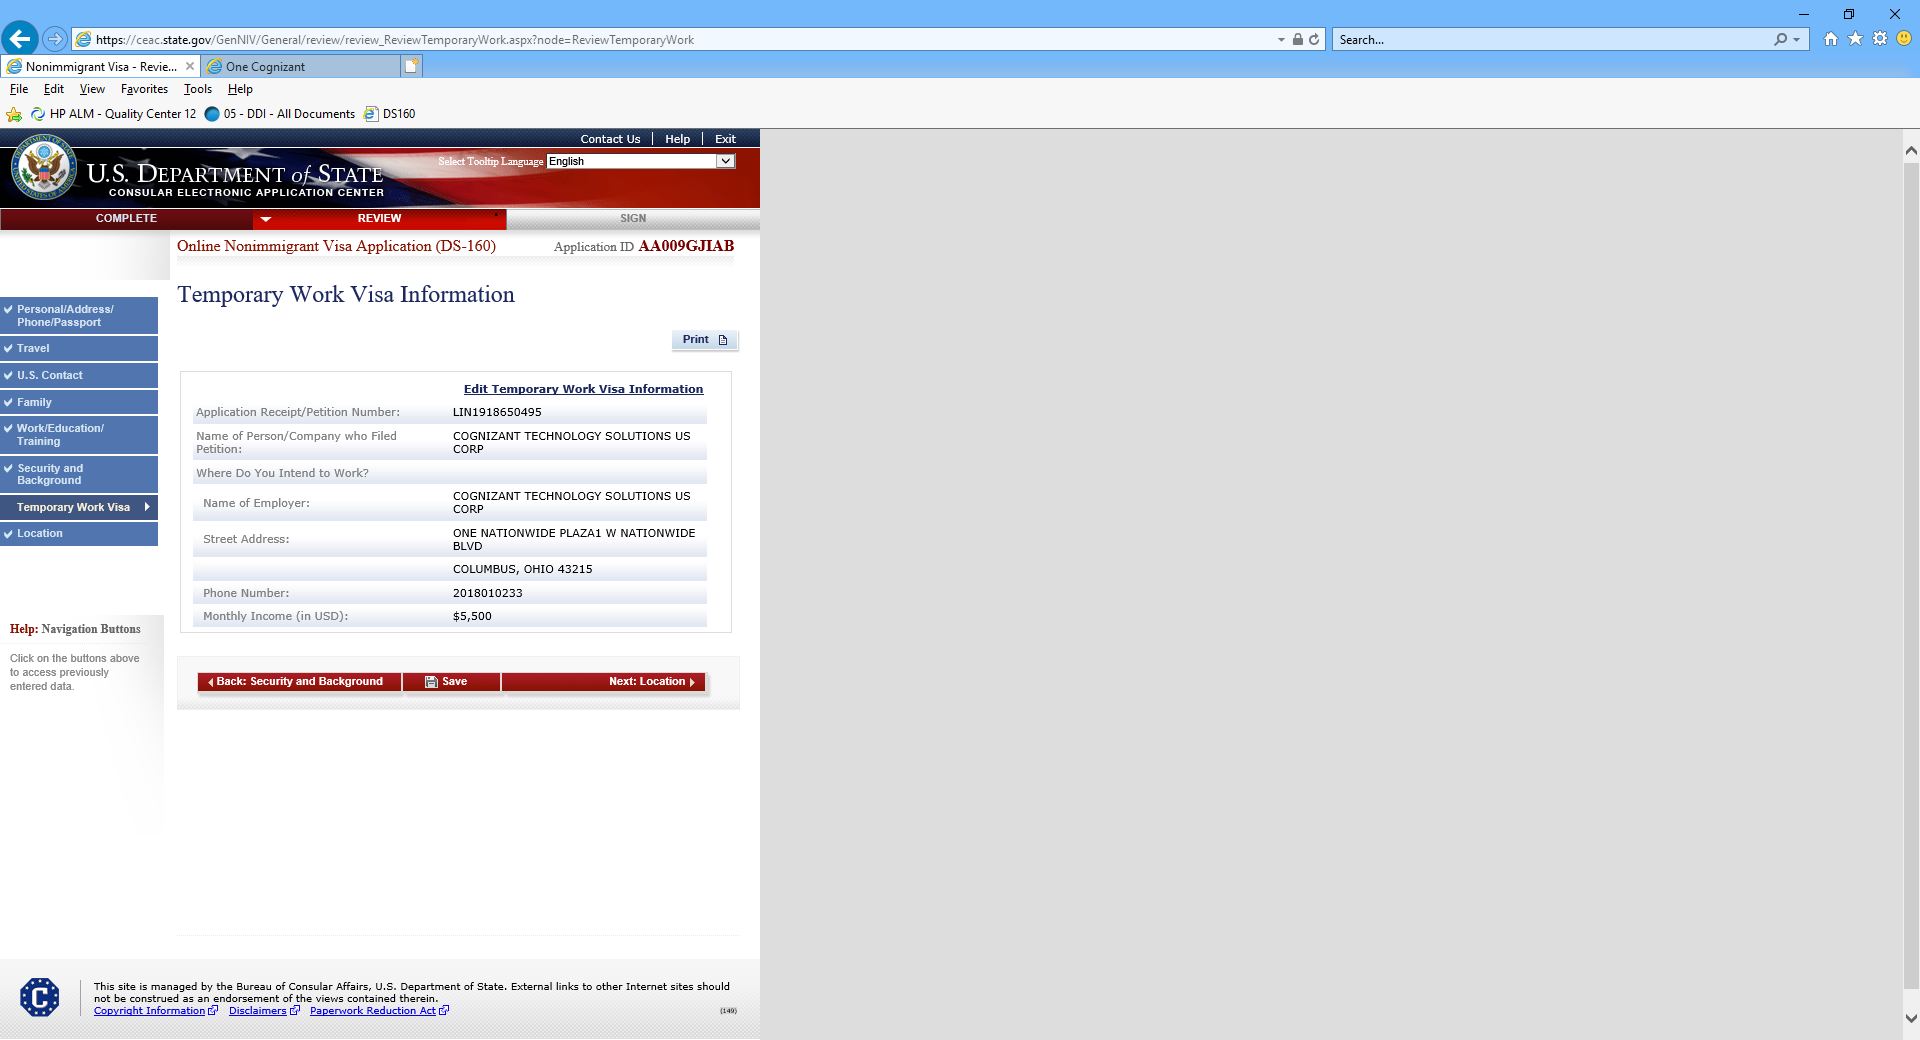 https://ceac.state.gov/GenNIV/General/review/review_ReviewTemporaryWork.aspx?node=ReviewTemporaryWork
Search...
Nonimmigrant Visa - Revie...
One Cognizant
File Edit View Favorites Tools Help
HP ALM - Quality Center 12 05 - DDI - All Documents DS160
Contact Us Help Exit
Select Tooltip Language English
U.S. DEPARTMENT of STATE
CONSULAR ELECTRONIC APPLICATION CENTER
COMPLETE REVIEW SIGN
Online Nonimmigrant Visa Application (DS-160) Application ID AA009GJIAB
Temporary Work Visa Information
Personal/Address/
Phone/Passport
Travel
U.S. Contact
Family
Work/Education/
Training
Security and
Background
Temporary Work Visa
Location
Help: Navigation Buttons
Click on the buttons above
to access previously
entered data.
Print
Edit Temporary Work Visa Information
Application Receipt/Petition Number: LIN1918650495
Name of Person/Company who Filed
Petition:
COGNIZANT TECHNOLOGY SOLUTIONS US
CORP
Where Do You Intend to Work?
Name of Employer:
COGNIZANT TECHNOLOGY SOLUTIONS US
CORP
Street Address:
ONE NATIONWIDE PLAZA1 W NATIONWIDE
BLVD
COLUMBUS, OHIO 43215
Phone Number: 2018010233
Monthly Income (in USD): $5,500
Back: Security and Background Save Next: Location
C
This site is managed by the Bureau of Consular Affairs, U.S. Department of State. External links to other Internet sites should
not be construed as an endorsement of the views contained therein.
Copyright Information Disclaimers Paperwork Reduction Act
(149)